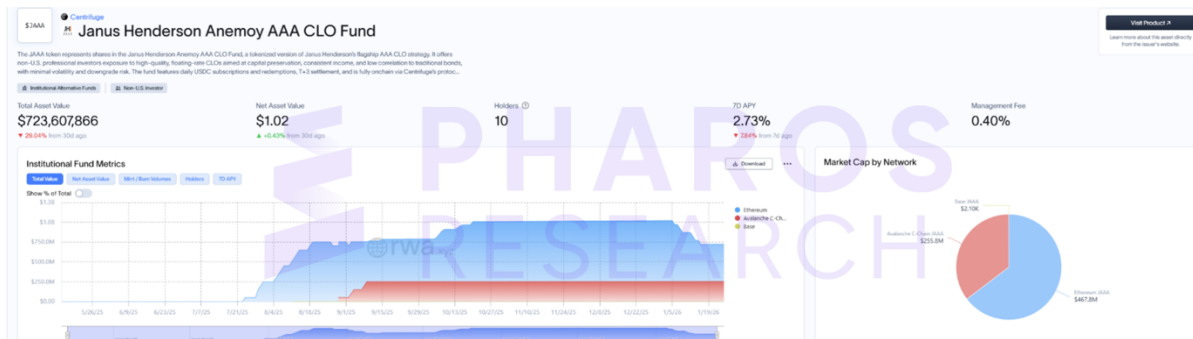 $JAAA
Centrifuge
Janus Henderson Anemoy AAA CLO Fund
The JAAA token represents shares in the Janus Henderson Anemoy AAA CLO Fund, a tokenized version of Janus Henderson's flagship AAA CLO strategy. It offers
non-U.S. professional investors exposure to high-quality, floating-rate CLOs aimed at capital preservation, consistent income, and low correlation to traditional bonds,
with minimal volatility and downgrade risk. The fund features daily USDC subscriptions and redemptions, T+3 settlement, and is fully onchain via Centrifuge's protoc...
Institutional Alternative Funds
Non-U.S. Investor
Visit Product ↗
Learn more about this asset directly
from the issuer's website.
Total Asset Value
$723,607,866
▼ 29.04% from 30d ago
Net Asset Value
$1.02
▲ +0.43% from 30d ago
Holders
10
7D APY
2.73%
from 7d ago
Management Fee
0.40%
PHAROS
RESEARCH
Institutional Fund Metrics
Download
Total Value
Net Asset Value
Mint / Burn Volumes
Holders
7D APY
Show % of Total
$1.3B
$1.0B
$750.0M
$500.0M
$250.0M
$0.00
5/26/25 6/9/25 6/23/25 7/7/25 7/21/25 8/4/25 8/18/25 9/1/25 9/15/25 9/29/25 10/13/25 10/27/25 11/10/25 11/24/25 12/8/25 12/22/25 1/5/26 1/19/26
rwa.xyz
Ethereum
Avalanche C-Ch...
Base
Market Cap by Network
Base JAAA
$2.10K
Avalanche C-Chain JAAA
$255.8M
Ethereum JAAA
$467.8M